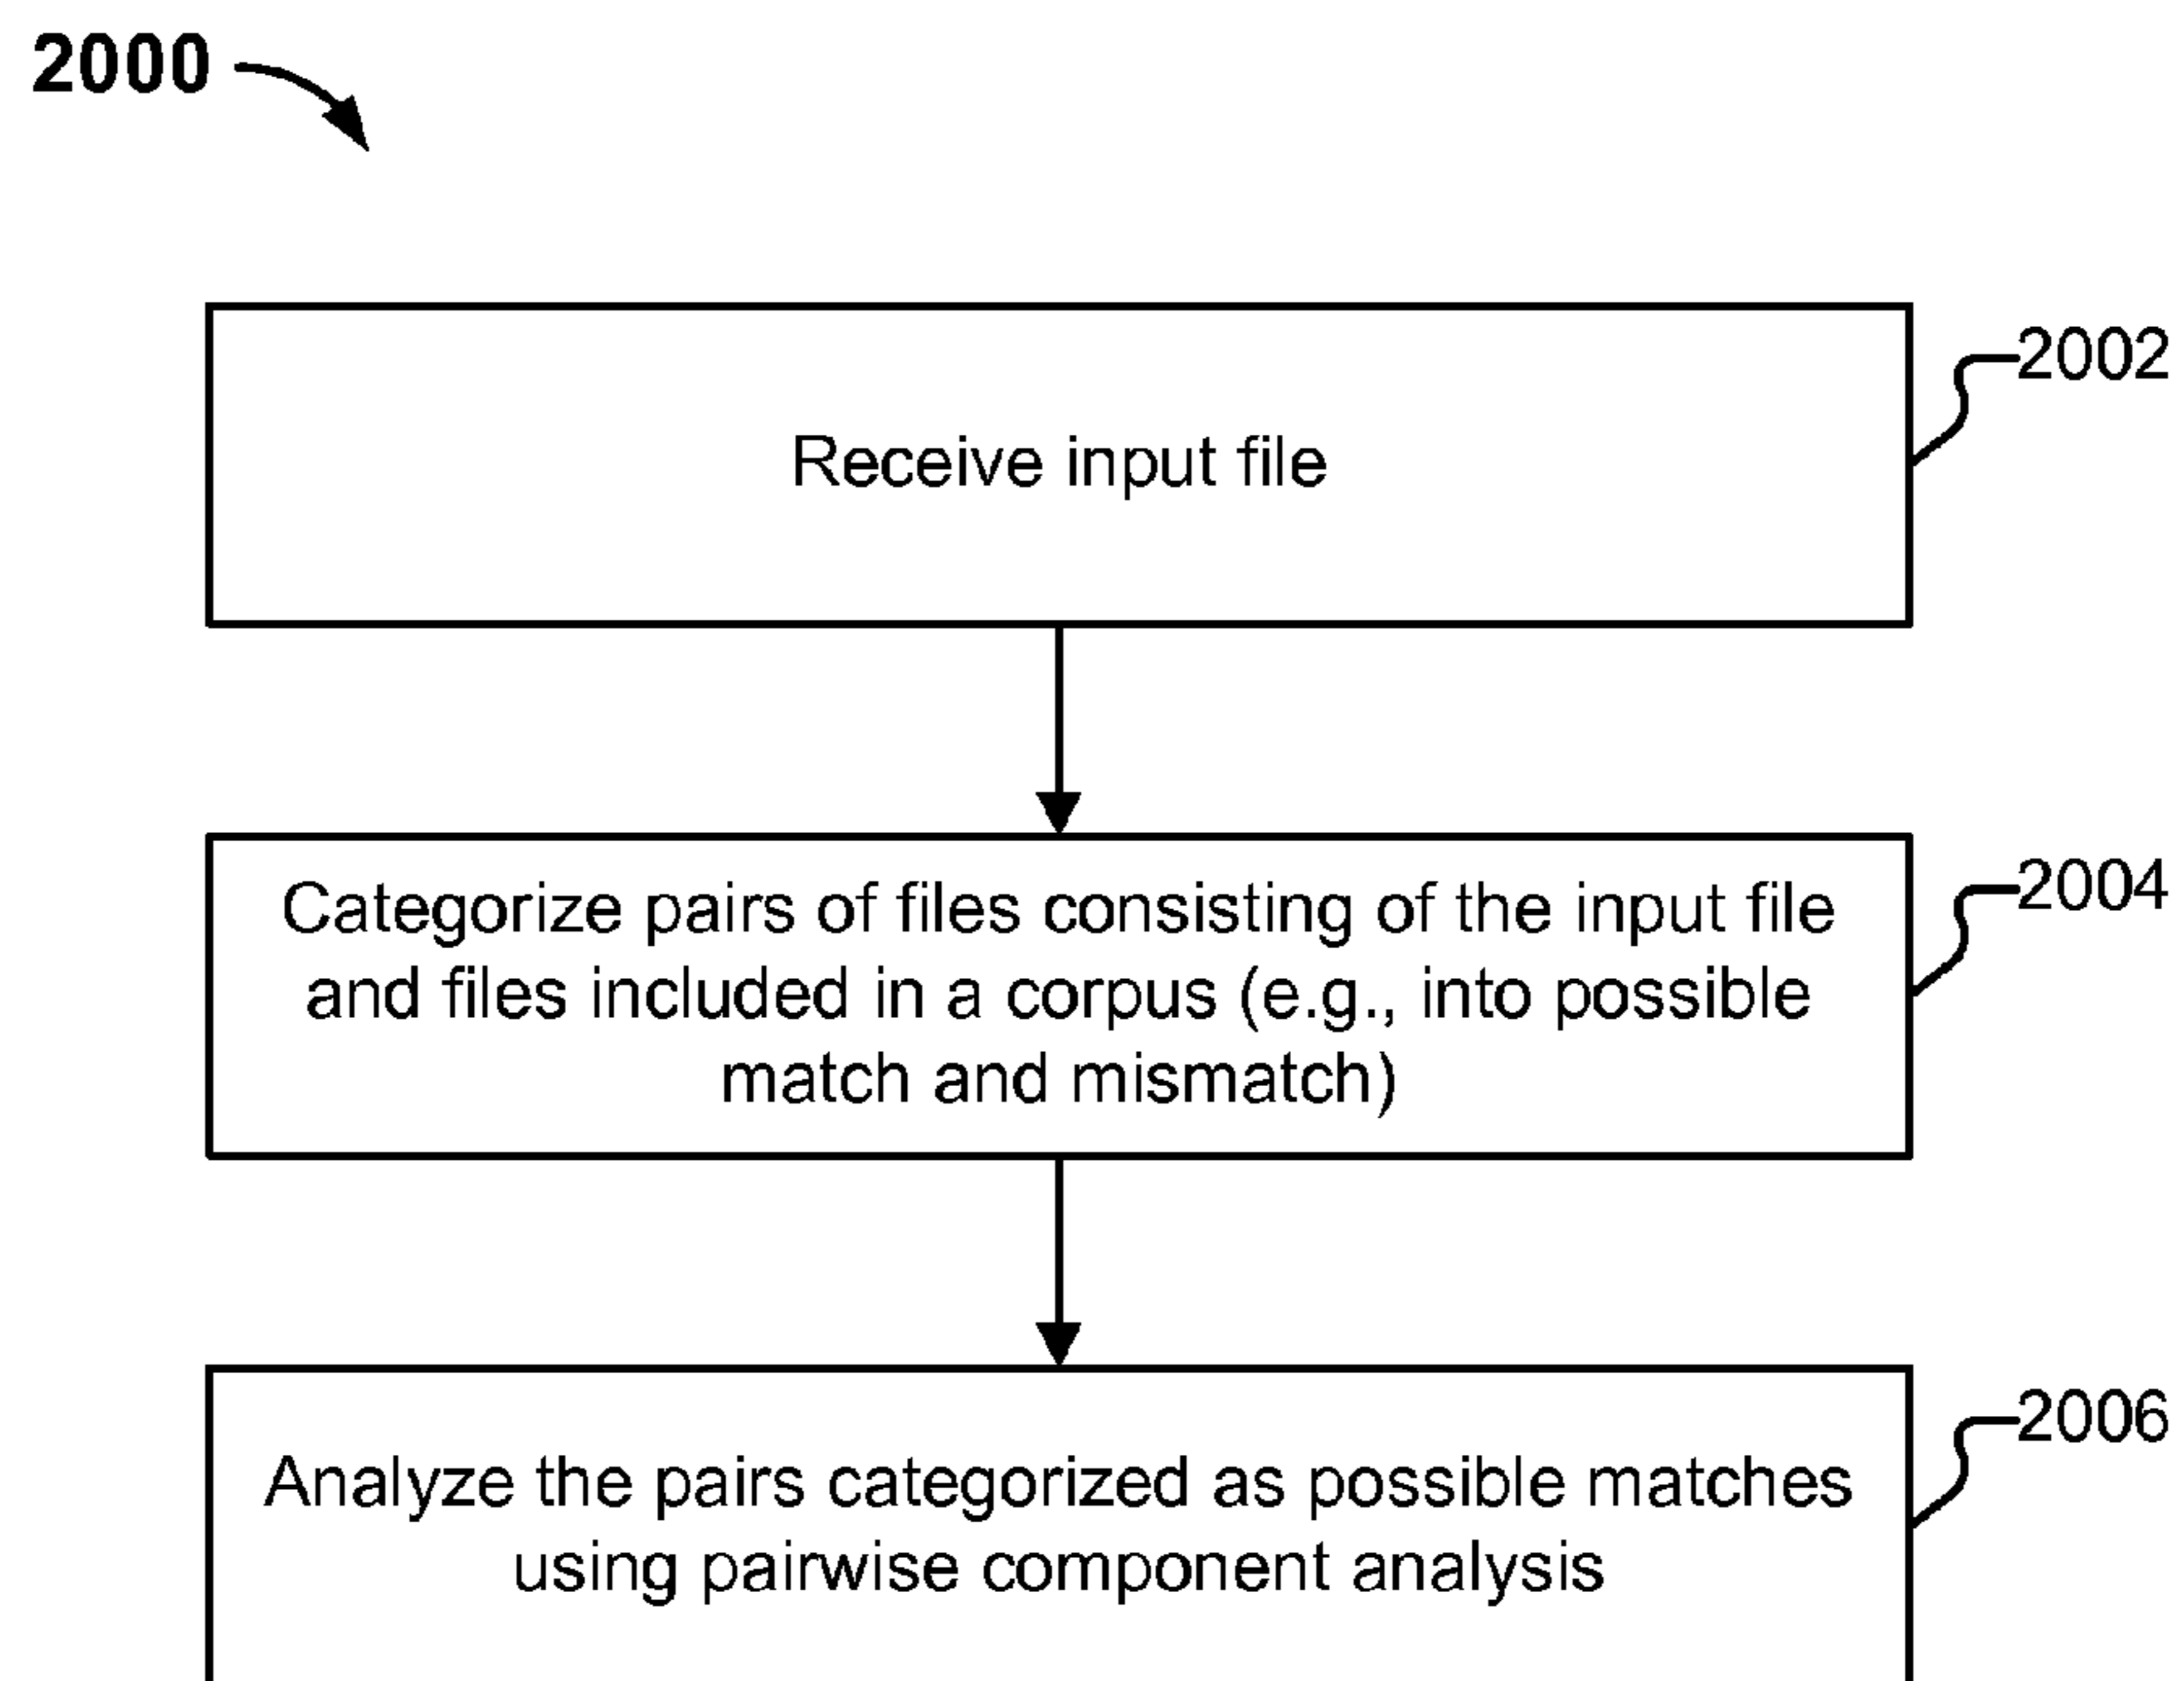 2000
2002
Receive input file
2004
Categorize pairs of files consisting of the input file
and files included in a corpus (e.g., into possible
match and mismatch)
2006
Analyze the pairs categorized as possible matches
using pairwise component analysis